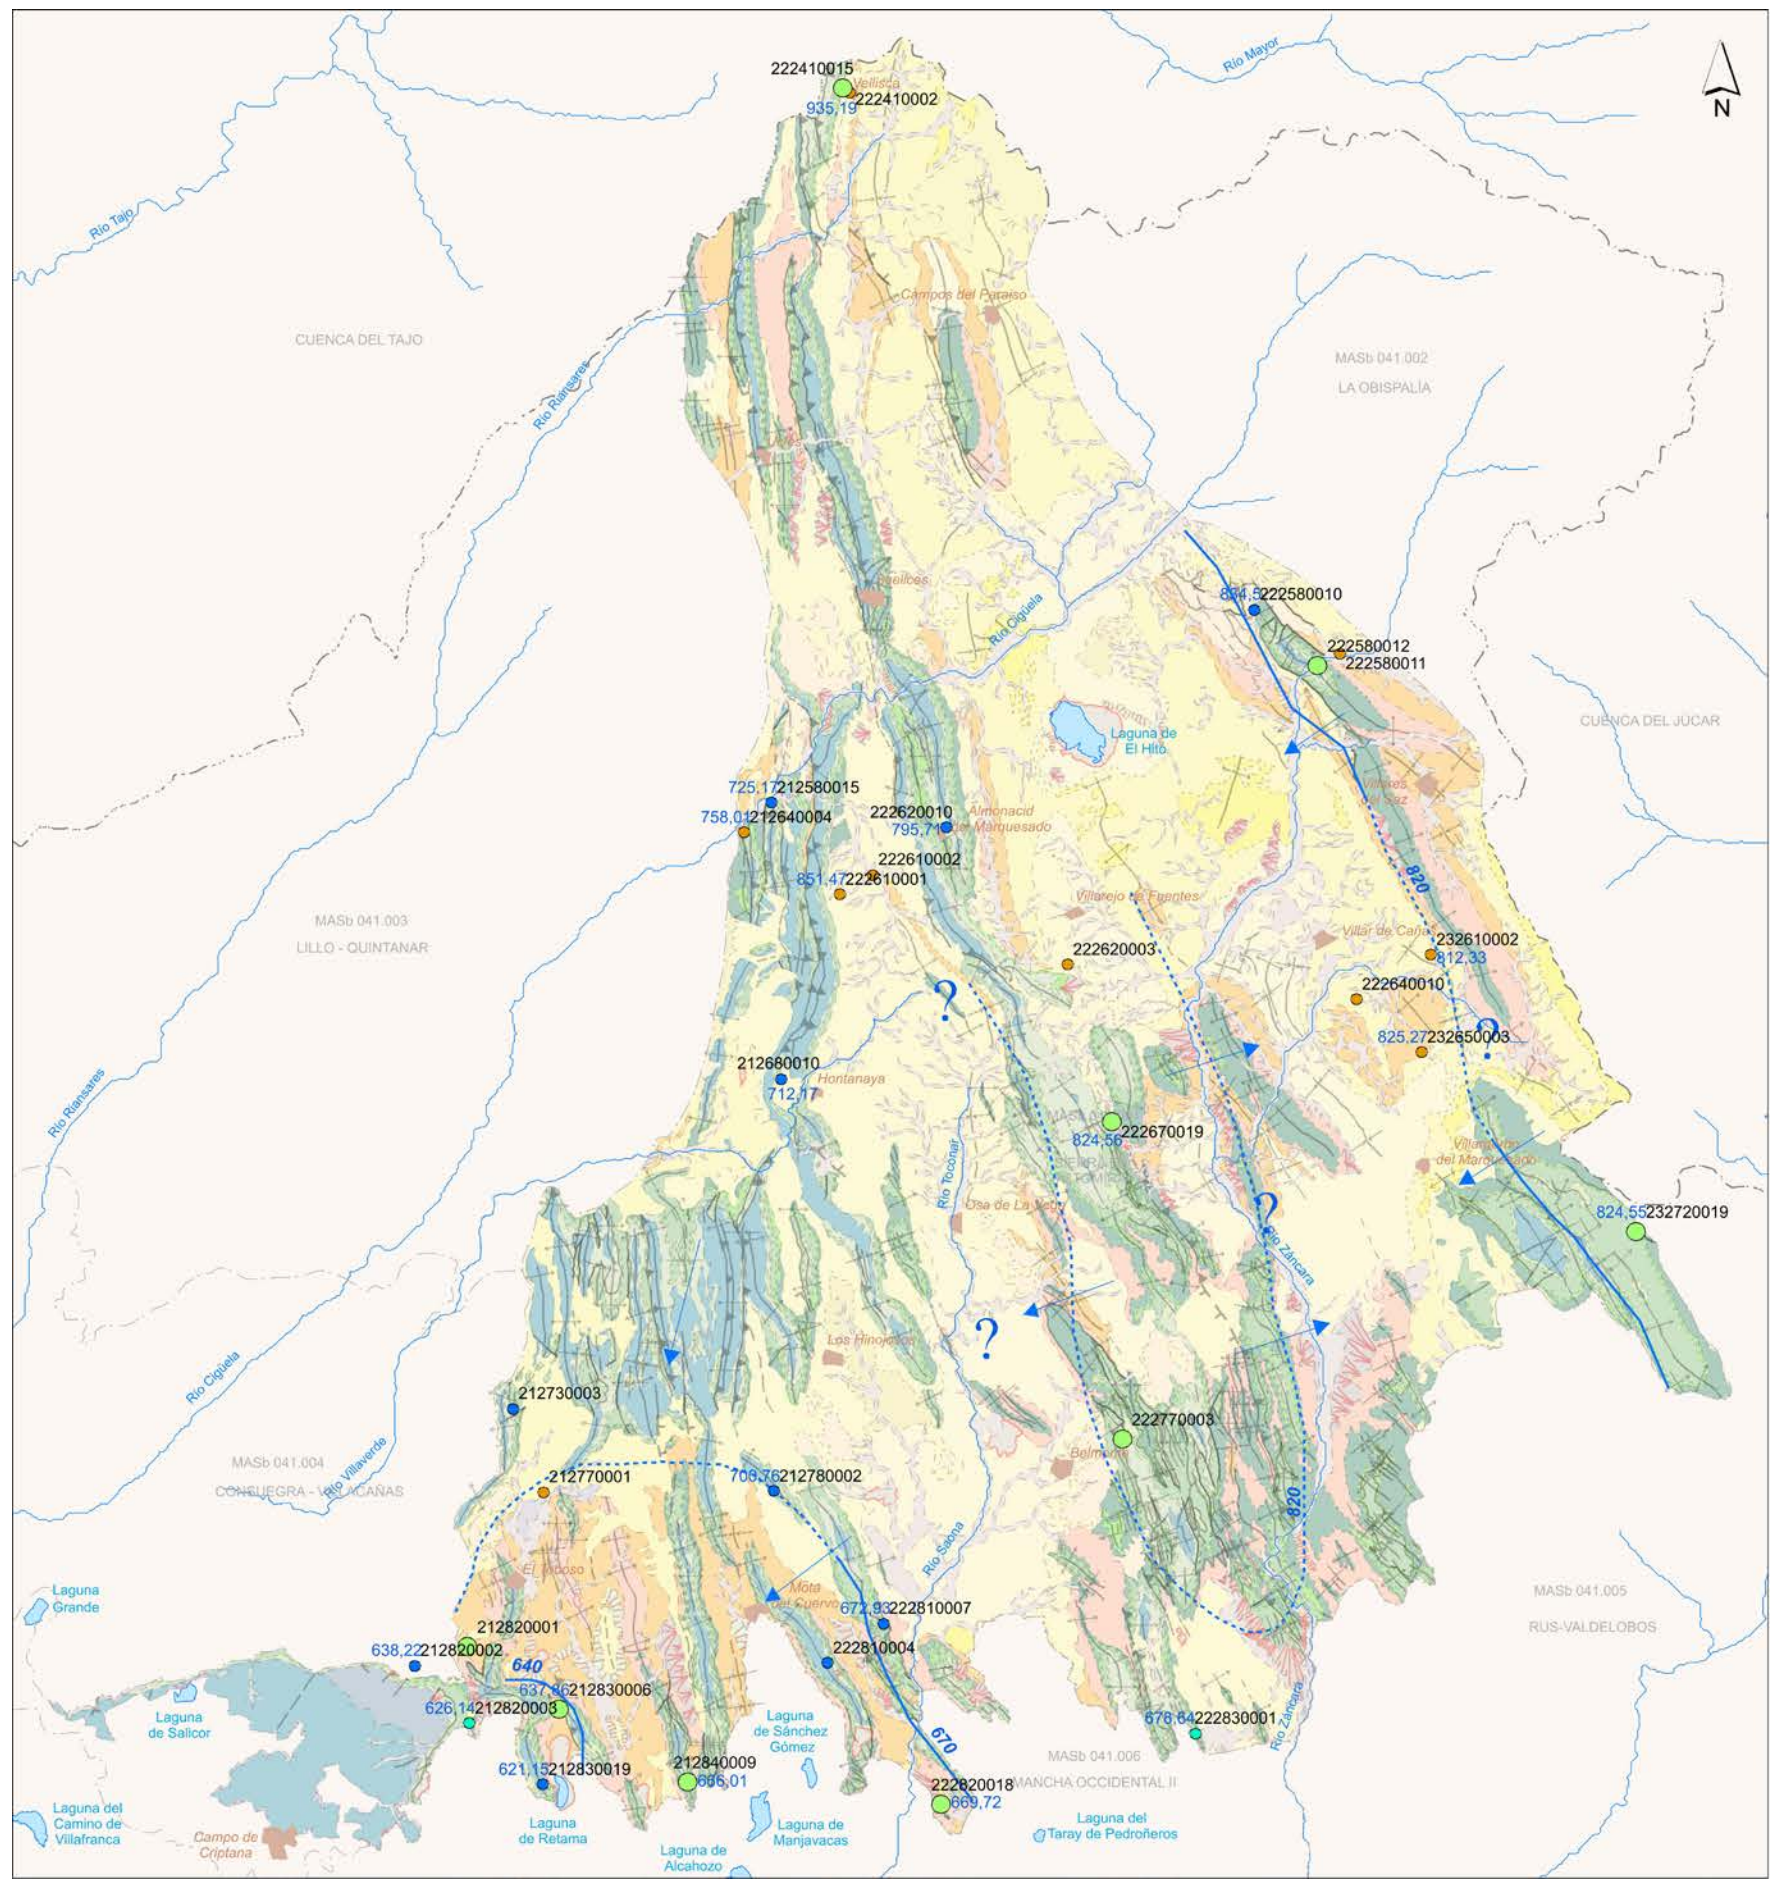 222410015
Vellisca
935,19
222410002
Río Mayor
N
Río Tajo
Campos del Paraiso
CUENCA DEL TAJO
MASb 041.002
LA OBISPALÍA
Río Riansares
Río Cigüela
222580010
222580012
222580011
Laguna de
El Hito
CUENCA DEL JÚCAR
725,17
212580015
758,01
212640004
222620010
795,71
Almonacid
del Marquesado
222610002
851,47
222610001
820
Villarejo de Fuentes
MASb 041.003
LILLO - QUINTANAR
Villar de Cañas
232610002
812,33
222620003
222640010
?
825.27
232650003
?
212680010
712,17
Hontanaya
Río Riansares
824,56
222670019
Río Toconar
Villargordo
del Marquesado
Osa de La Vega
?
824,55
232720019
Río Záncara
?
Los Hinojosos
Río Cigüela
212730003
222770003
Belmonte
MASb 041.004
CONSUEGRA - VILLACAÑAS
Río Villaverde
212770001
700,76
212780002
820
Río Saona
El Toboso
Mota
del Cuervo
Laguna
Grande
MASb 041.005
RUS-VALDELOBOS
672,93
222810007
212820001
638,22
212820002
222810004
640
637,86
212830006
626,14
212820003
Laguna
de Salicor
Laguna
de Sánchez
Gómez
670
676,64
222830001
Río Záncara
MASb 041.006
MANCHA OCCIDENTAL II
621,15
212830019
212840009
666,01
222820018
669,72
Laguna del
Camino de
Villafranca
Campo de
Criptana
Laguna
de Retama
Laguna de
Manjavacas
Laguna de
Alcahozo
Laguna del
Taray de Pedroñeros